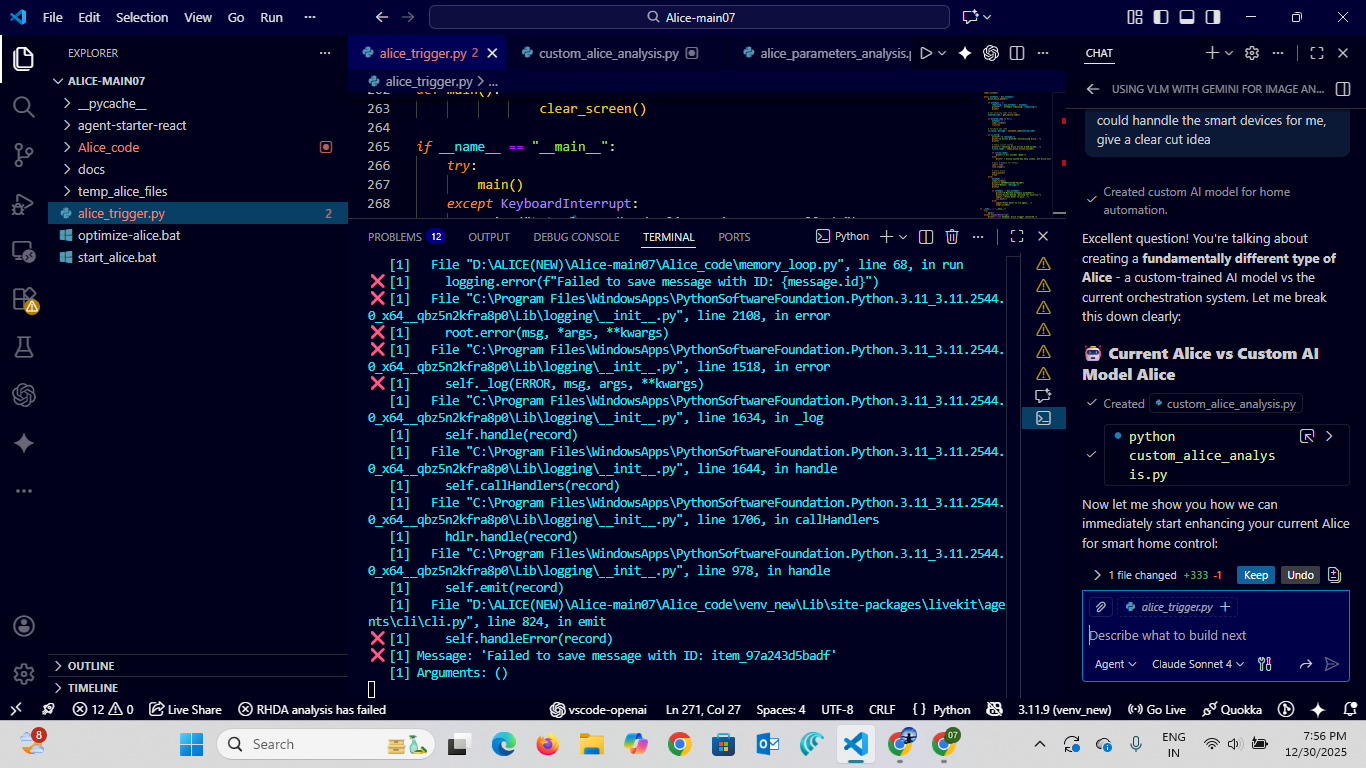 File Edit Selection View Go Run ···
Alice-main07
EXPLORER
ALICE-MAIN07
__pycache__
agent-starter-react
Alice_code
docs
temp_alice_files
alice_trigger.py 2
optimize-alice.bat
start_alice.bat
OUTLINE
TIMELINE
alice_trigger.py 2
custom_alice_analysis.py
alice_parameters_analysis.
alice_trigger.py > ...
262 def main():
263 clear_screen()
264
265 if __name__ == "__main__":
266 try:
267 main()
268 except KeyboardInterrupt:
PROBLEMS 12 OUTPUT DEBUG CONSOLE TERMINAL PORTS Python
[1] File "D:\ALICE(NEW)\Alice-main07\Alice_code\memory_loop.py", line 68, in run
❌ [1] logging.error(f"Failed to save message with ID: {message.id}")
❌ [1] File "C:\Program Files\WindowsApps\PythonSoftwareFoundation.Python.3.11_3.11.2544.
0_x64__qbz5n2kfra8p0\Lib\logging\__init__.py", line 2108, in error
❌ [1] root.error(msg, *args, **kwargs)
❌ [1] File "C:\Program Files\WindowsApps\PythonSoftwareFoundation.Python.3.11_3.11.2544.
0_x64__qbz5n2kfra8p0\Lib\logging\__init__.py", line 1518, in error
❌ [1] self._log(ERROR, msg, args, **kwargs)
[1] File "C:\Program Files\WindowsApps\PythonSoftwareFoundation.Python.3.11_3.11.2544.
0_x64__qbz5n2kfra8p0\Lib\logging\__init__.py", line 1634, in _log
[1] self.handle(record)
[1] File "C:\Program Files\WindowsApps\PythonSoftwareFoundation.Python.3.11_3.11.2544.
0_x64__qbz5n2kfra8p0\Lib\logging\__init__.py", line 1644, in handle
[1] self.callHandlers(record)
[1] File "C:\Program Files\WindowsApps\PythonSoftwareFoundation.Python.3.11_3.11.2544.
0_x64__qbz5n2kfra8p0\Lib\logging\__init__.py", line 1706, in callHandlers
[1] hdlr.handle(record)
[1] File "C:\Program Files\WindowsApps\PythonSoftwareFoundation.Python.3.11_3.11.2544.
0_x64__qbz5n2kfra8p0\Lib\logging\__init__.py", line 978, in handle
[1] self.emit(record)
[1] File "D:\ALICE(NEW)\Alice-main07\Alice_code\venv_new\Lib\site-packages\livekit\age
nts\cli\cli.py", line 824, in emit
❌ [1] self.handleError(record)
❌ [1] Message: 'Failed to save message with ID: item_97a243d5badf'
[1] Arguments: ()
CHAT
USING VLM WITH GEMINI FOR IMAGE AN...
could hanndle the smart devices for me,
give a clear cut idea
Created custom AI model for home
automation.
Excellent question! You're talking about
creating a fundamentally different type of
Alice - a custom-trained AI model vs the
current orchestration system. Let me break
this down clearly:
🤖 Current Alice vs Custom AI
Model Alice
Created custom_alice_analysis.py
python
custom_alice_analys
is.py
Now let me show you how we can
immediately start enhancing your current Alice
for smart home control:
1 file changed +333 -1 Keep Undo
alice_trigger.py
Describe what to build next
Agent Claude Sonnet 4
12 0 Live Share RHDA analysis has failed vscode-openai Ln 271, Col 27 Spaces: 4 UTF-8 CRLF { } Python 3.11.9 (venv_new) Go Live Quokka
8
Search
07
ENG
IN
7:56 PM
12/30/2025